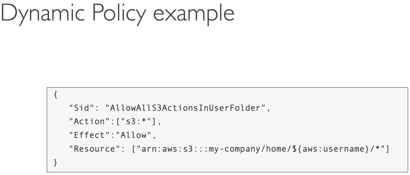 Dynamic Policy example
{
"Sid": "AllowAllS3ActionsInUserFolder",
"Action":["s3:*"],
"Effect":"Allow",
"Resource": ["arn:aws:s3:::my-company/home/${aws:username}/*"]
}